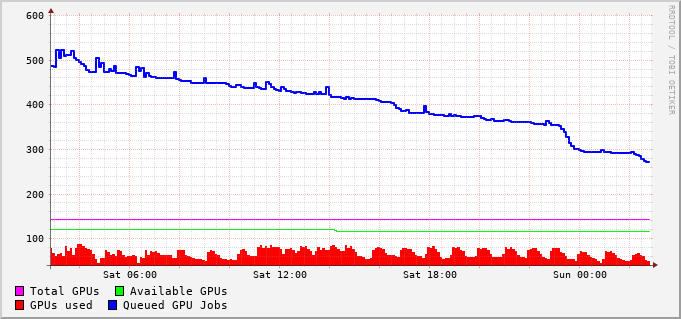 600
500
400
300
200
100
Sat 06:00 Sat 12:00 Sat 18:00 Sun 00:00
Total GPUs Available GPUs
GPUs used Queued GPU Jobs
RRDTOOL / TOBI OETIKER